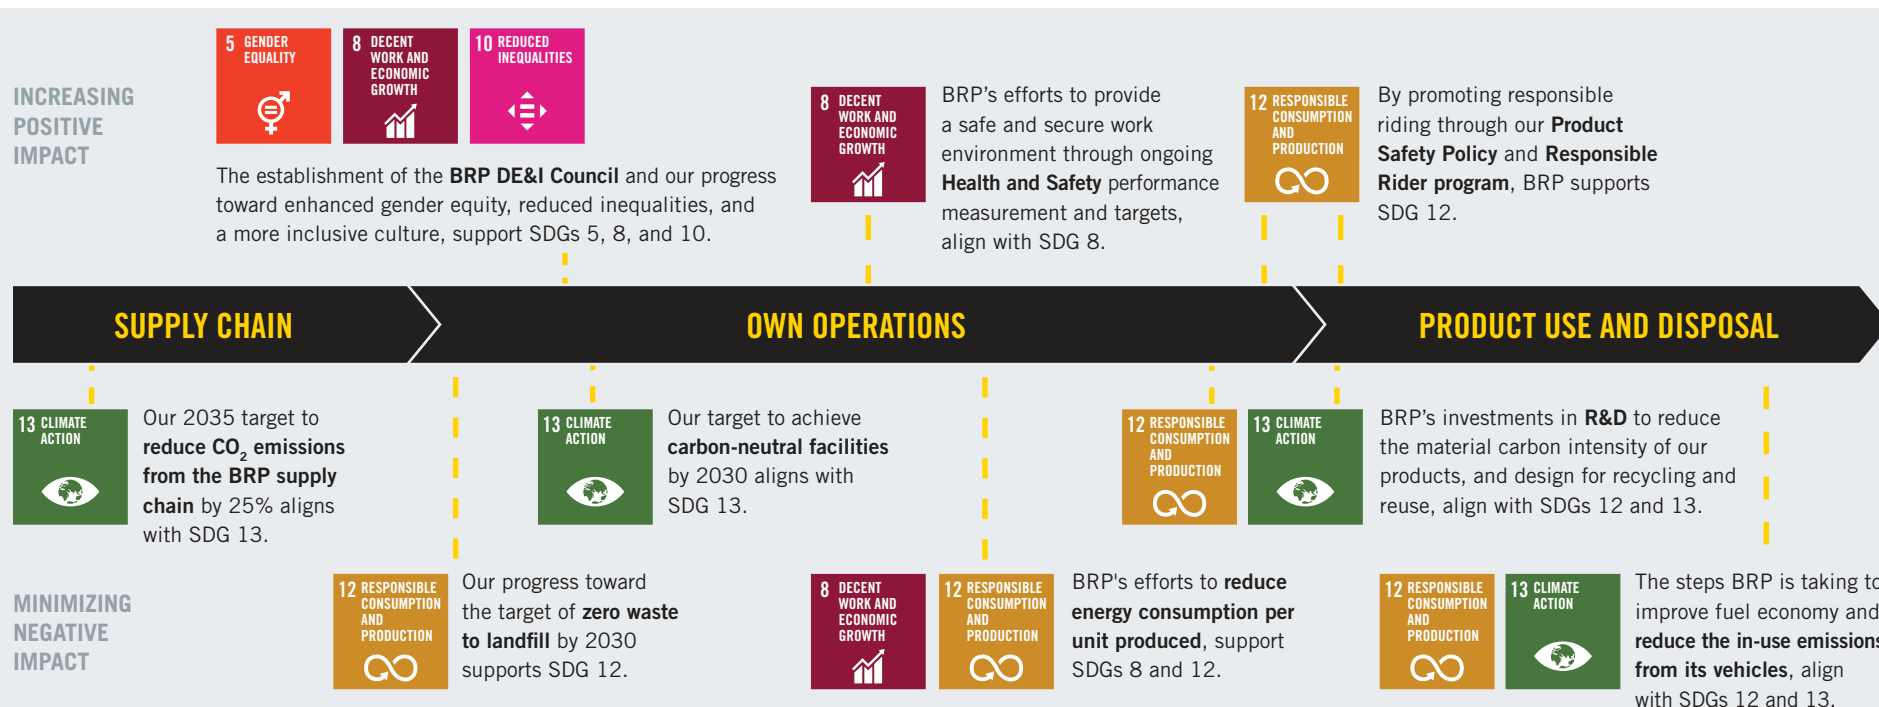 INCREASING
POSITIVE
IMPACT
5 GENDER
EQUALITY
8 DECENT
WORK AND
ECONOMIC
GROWTH
10 REDUCED
INEQUALITIES
The establishment of the BRP DE&I Council and our progress
toward enhanced gender equity, reduced inequalities, and
a more inclusive culture, support SDGs 5, 8, and 10.
8 DECENT
WORK AND
ECONOMIC
GROWTH
BRP’s efforts to provide
a safe and secure work
environment through ongoing
Health and Safety performance
measurement and targets,
align with SDG 8.
12 RESPONSIBLE
CONSUMPTION
AND
PRODUCTION
By promoting responsible
riding through our Product
Safety Policy and Responsible
Rider program, BRP supports
SDG 12.
SUPPLY CHAIN
OWN OPERATIONS
PRODUCT USE AND DISPOSAL
13 CLIMATE
ACTION
Our 2035 target to
reduce CO2 emissions
from the BRP supply
chain by 25% aligns
with SDG 13.
13 CLIMATE
ACTION
Our target to achieve
carbon-neutral facilities
by 2030 aligns with
SDG 13.
12 RESPONSIBLE
CONSUMPTION
AND
PRODUCTION
13 CLIMATE
ACTION
BRP’s investments in R&D to reduce
the material carbon intensity of our
products, and design for recycling and
reuse, align with SDGs 12 and 13.
MINIMIZING
NEGATIVE
IMPACT
12 RESPONSIBLE
CONSUMPTION
AND
PRODUCTION
Our progress toward
the target of zero waste
to landfill by 2030
supports SDG 12.
8 DECENT
WORK AND
ECONOMIC
GROWTH
12 RESPONSIBLE
CONSUMPTION
AND
PRODUCTION
BRP's efforts to reduce
energy consumption per
unit produced, support
SDGs 8 and 12.
12 RESPONSIBLE
CONSUMPTION
AND
PRODUCTION
13 CLIMATE
ACTION
The steps BRP is taking to
improve fuel economy and
reduce the in-use emissions
from its vehicles, align
with SDGs 12 and 13.